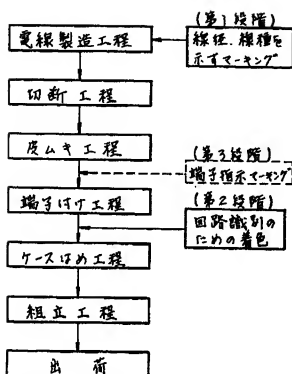 (第1段階)
電線製造工程
線径、線種を
示すマーキング
切断工程
皮ムキ工程
(第3段階)
端子指示マーキング
端子付け工程
(第2段階)
回路識別の
ための着色
ケースはめ工程
組立工程
出荷